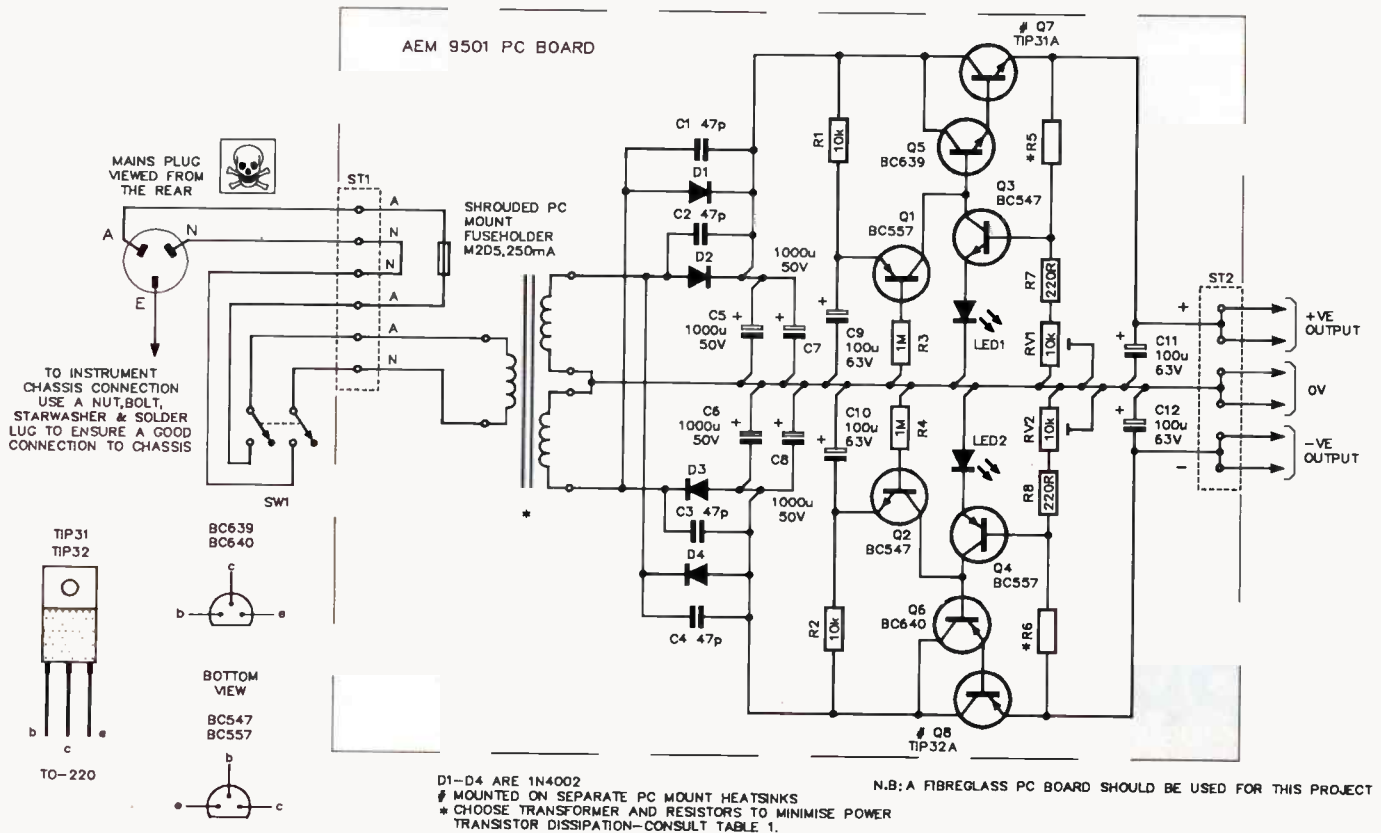 AEM 9501 PC BOARD
# Q7
TIP31A
MAINS PLUG
VIEWED FROM
THE REAR
ST1
A
N
N
A
A
N
A
N
E
SHROUDED PC
MOUNT
FUSEHOLDER
M2D5,250mA
TO INSTRUMENT
CHASSIS CONNECTION
USE A NUT,BOLT,
STARWASHER & SOLDER
LUG TO ENSURE A GOOD
CONNECTION TO CHASSIS
SW1
*
C1 47p
D1
C2 47p
D2
C5
1000u
50V
1000u
50V
C7
C6
1000u
50V
C8
1000u
50V
D3
C3 47p
D4
C4 47p
R1
10k
C9
100u
63V
C10
100u
63V
R2
10k
Q5
BC639
Q1
BC557
Q3
BC547
1M
R3
LED1
*R5
R7
220R
RV1
10k
1M
R4
LED2
RV2
10k
R8
220R
Q2
BC547
Q4
BC557
Q6
BC640
*R6
# Q8
TIP32A
C11
100u
63V
C12
100u
63V
ST2
+
-
+VE
OUTPUT
0V
-VE
OUTPUT
TIP31
TIP32
b
c
e
TO-220
BC639
BC640
c
b
e
BOTTOM
VIEW
BC547
BC557
b
e
c
D1-D4 ARE 1N4002
# MOUNTED ON SEPARATE PC MOUNT HEATSINKS
* CHOOSE TRANSFORMER AND RESISTORS TO MINIMISE POWER
TRANSISTOR DISSIPATION-CONSULT TABLE 1.
N.B: A FIBREGLASS PC BOARD SHOULD BE USED FOR THIS PROJECT